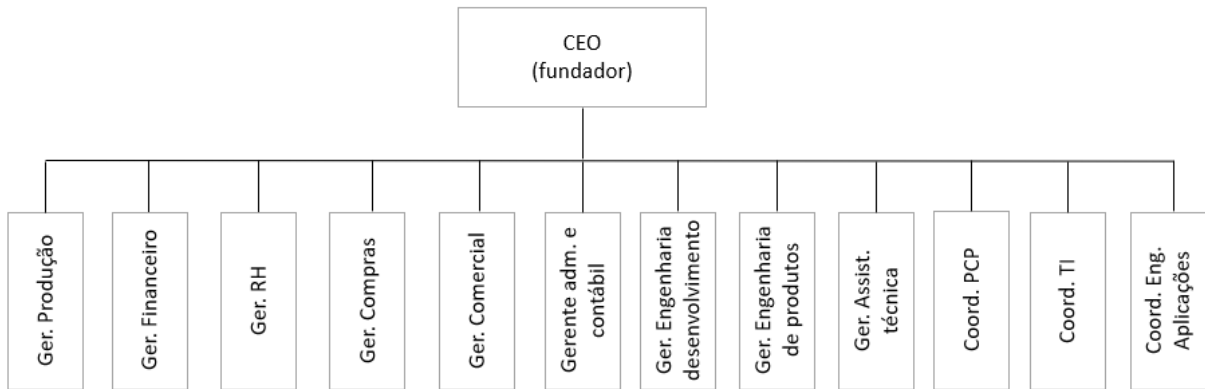 CEO
(fundador)
Ger. Produção
Ger. Financeiro
Ger. RH
Ger. Compras
Ger. Comercial
Gerente adm. e
contábil
Ger. Engenharia
desenvolvimento
Ger. Engenharia
de produtos
Ger. Assist.
técnica
Coord. PCP
Coord. TI
Coord. Eng.
Aplicações